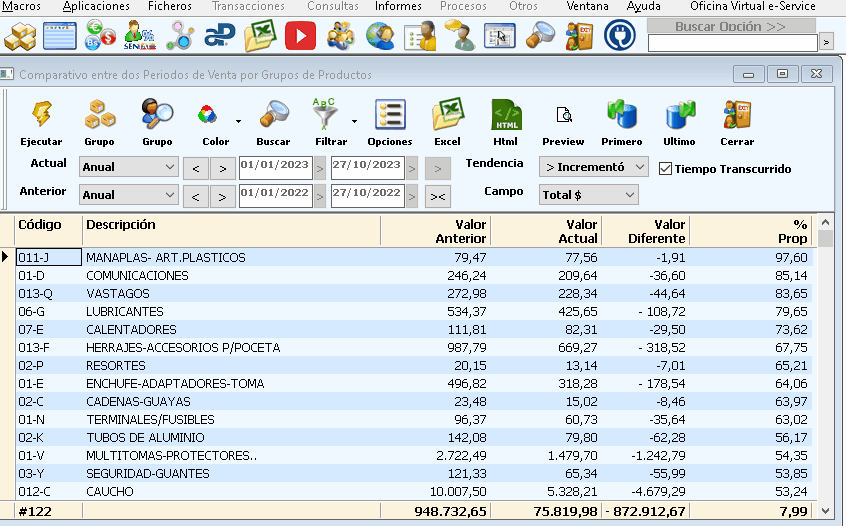 Macros Aplicaciones Ficheros Transacciones Consultas Informes Procesos Otros Ventana Ayuda Oficina Virtual e-Service
Buscar Opción >>
>
Comparativo entre dos Periodos de Venta por Grupos de Productos
Ejecutar Grupo Grupo Color Buscar Filtrar Opciones Excel Html Preview Primero Ultimo Cerrar
Actual Anual < > 01/01/2023 > 27/10/2023 > > Tendencia > Incrementó Tiempo Transcurrido
Anterior Anual < > 01/01/2022 > 27/10/2022 > >< Campo Total $
Código Descripción Valor Anterior Valor Actual Valor Diferente % Prop
011-J MANAPLAS- ART.PLASTICOS 79,47 77,56 -1,91 97,60
01-D COMUNICACIONES 246,24 209,64 -36,60 85,14
013-Q VASTAGOS 272,98 228,34 -44,64 83,65
06-G LUBRICANTES 534,37 425,65 - 108,72 79,65
07-E CALENTADORES 111,81 82,31 -29,50 73,62
013-F HERRAJES-ACCESORIOS P/POCETA 987,79 669,27 - 318,52 67,75
02-P RESORTES 20,15 13,14 -7,01 65,21
01-E ENCHUFE-ADAPTADORES-TOMA 496,82 318,28 - 178,54 64,06
02-C CADENAS-GUAYAS 23,48 15,02 -8,46 63,97
01-N TERMINALES/FUSIBLES 96,37 60,73 -35,64 63,02
02-K TUBOS DE ALUMINIO 142,08 79,80 -62,28 56,17
01-V MULTITOMAS-PROTECTORES.. 2.722,49 1.479,70 -1.242,79 54,35
03-Y SEGURIDAD-GUANTES 121,33 65,34 -55,99 53,85
012-C CAUCHO 10.007,50 5.328,21 -4.679,29 53,24
#122 948.732,65 75.819,98 - 872.912,67 7,99